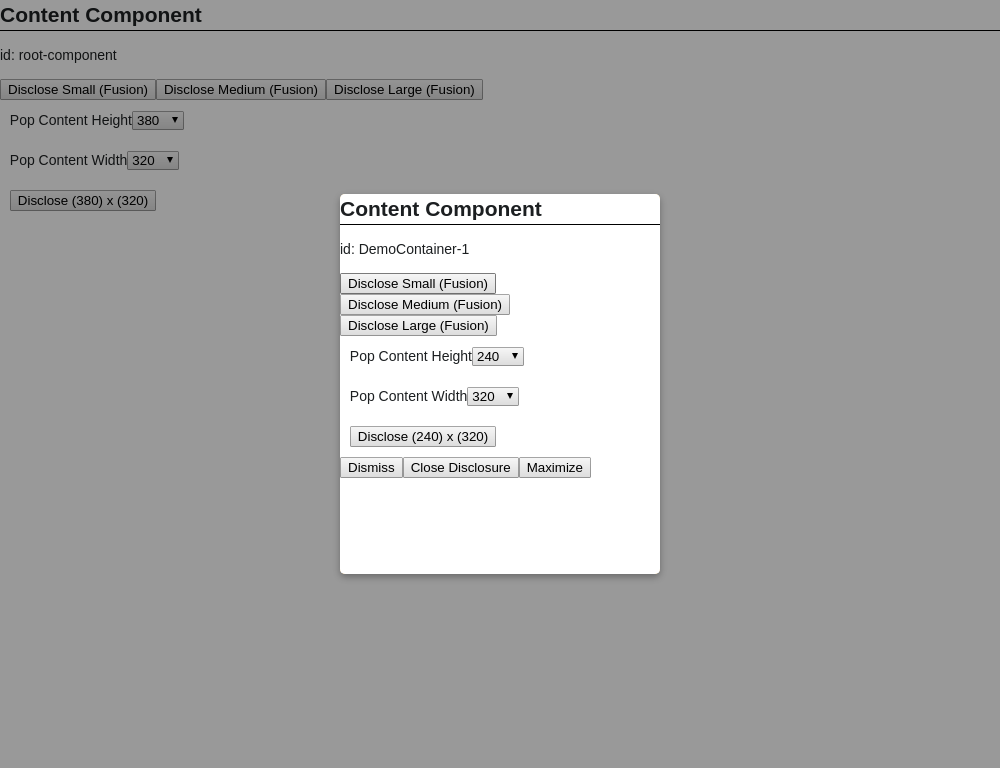 Content Component
id: root-component
Disclose Small (Fusion) Disclose Medium (Fusion) Disclose Large (Fusion)
Pop Content Height 380
Pop Content Width 320
Disclose (380) x (320)
Content Component
id: DemoContainer-1
Disclose Small (Fusion)
Disclose Medium (Fusion)
Disclose Large (Fusion)
Pop Content Height 240
Pop Content Width 320
Disclose (240) x (320)
Dismiss Close Disclosure Maximize